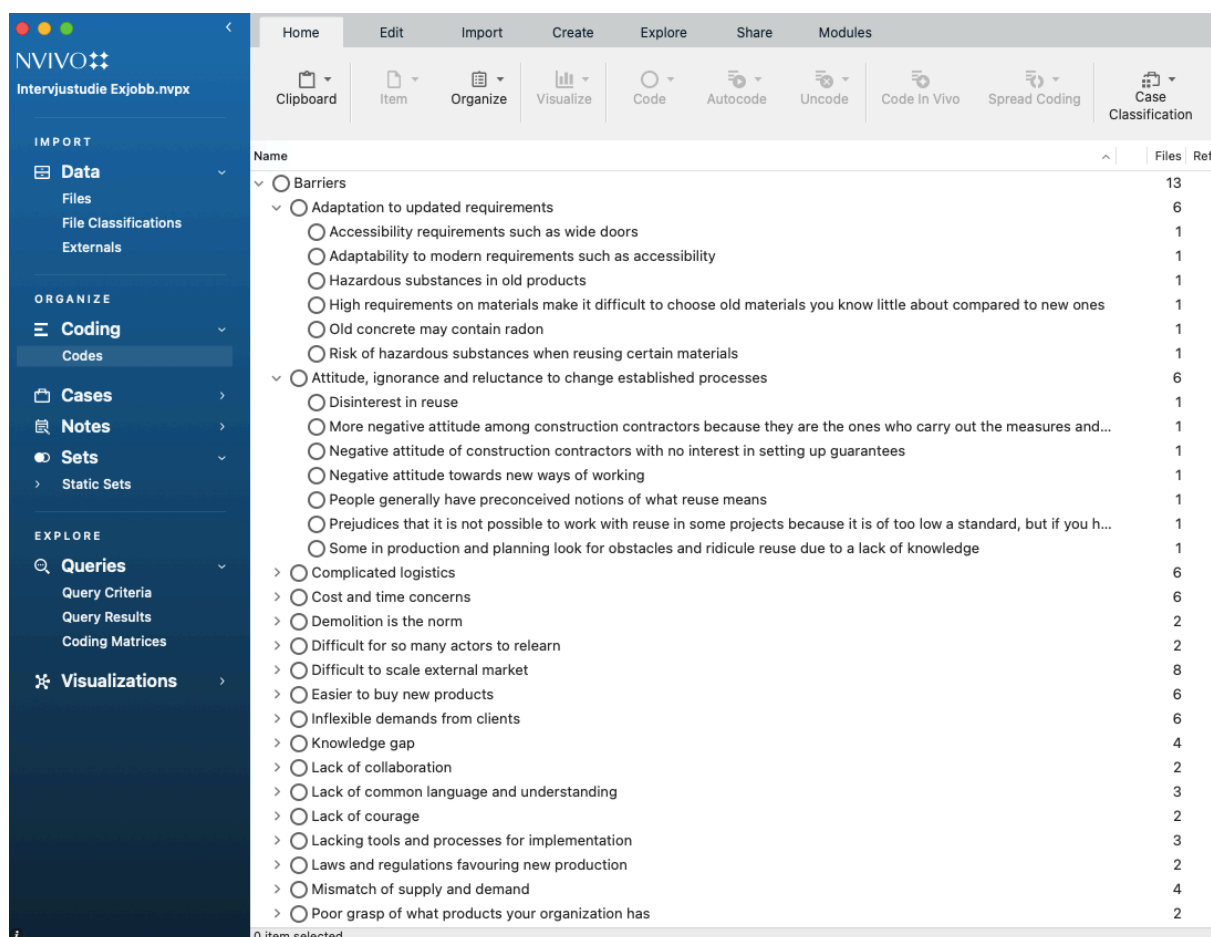 NVIVO
Intervjustudie Exjobb.nvpx
IMPORT
Data
Files
File Classifications
Externals
ORGANIZE
Coding
Codes
Cases
Notes
Sets
Static Sets
EXPLORE
Queries
Query Criteria
Query Results
Coding Matrices
Visualizations
Home Edit Import Create Explore Share Modules
Clipboard Item Organize Visualize Code Autocode Uncode Code In Vivo Spread Coding Case Classification
Name Files Ref
Barriers 13
Adaptation to updated requirements 6
Accessibility requirements such as wide doors 1
Adaptability to modern requirements such as accessibility 1
Hazardous substances in old products 1
High requirements on materials make it difficult to choose old materials you know little about compared to new ones 1
Old concrete may contain radon 1
Risk of hazardous substances when reusing certain materials 1
Attitude, ignorance and reluctance to change established processes 6
Disinterest in reuse 1
More negative attitude among construction contractors because they are the ones who carry out the measures and... 1
Negative attitude of construction contractors with no interest in setting up guarantees 1
Negative attitude towards new ways of working 1
People generally have preconceived notions of what reuse means 1
Prejudices that it is not possible to work with reuse in some projects because it is of too low a standard, but if you h... 1
Some in production and planning look for obstacles and ridicule reuse due to a lack of knowledge 1
Complicated logistics 6
Cost and time concerns 6
Demolition is the norm 2
Difficult for so many actors to relearn 2
Difficult to scale external market 8
Easier to buy new products 6
Inflexible demands from clients 6
Knowledge gap 4
Lack of collaboration 2
Lack of common language and understanding 3
Lack of courage 2
Lacking tools and processes for implementation 3
Laws and regulations favouring new production 2
Mismatch of supply and demand 4
Poor grasp of what products your organization has 2
0 item selected